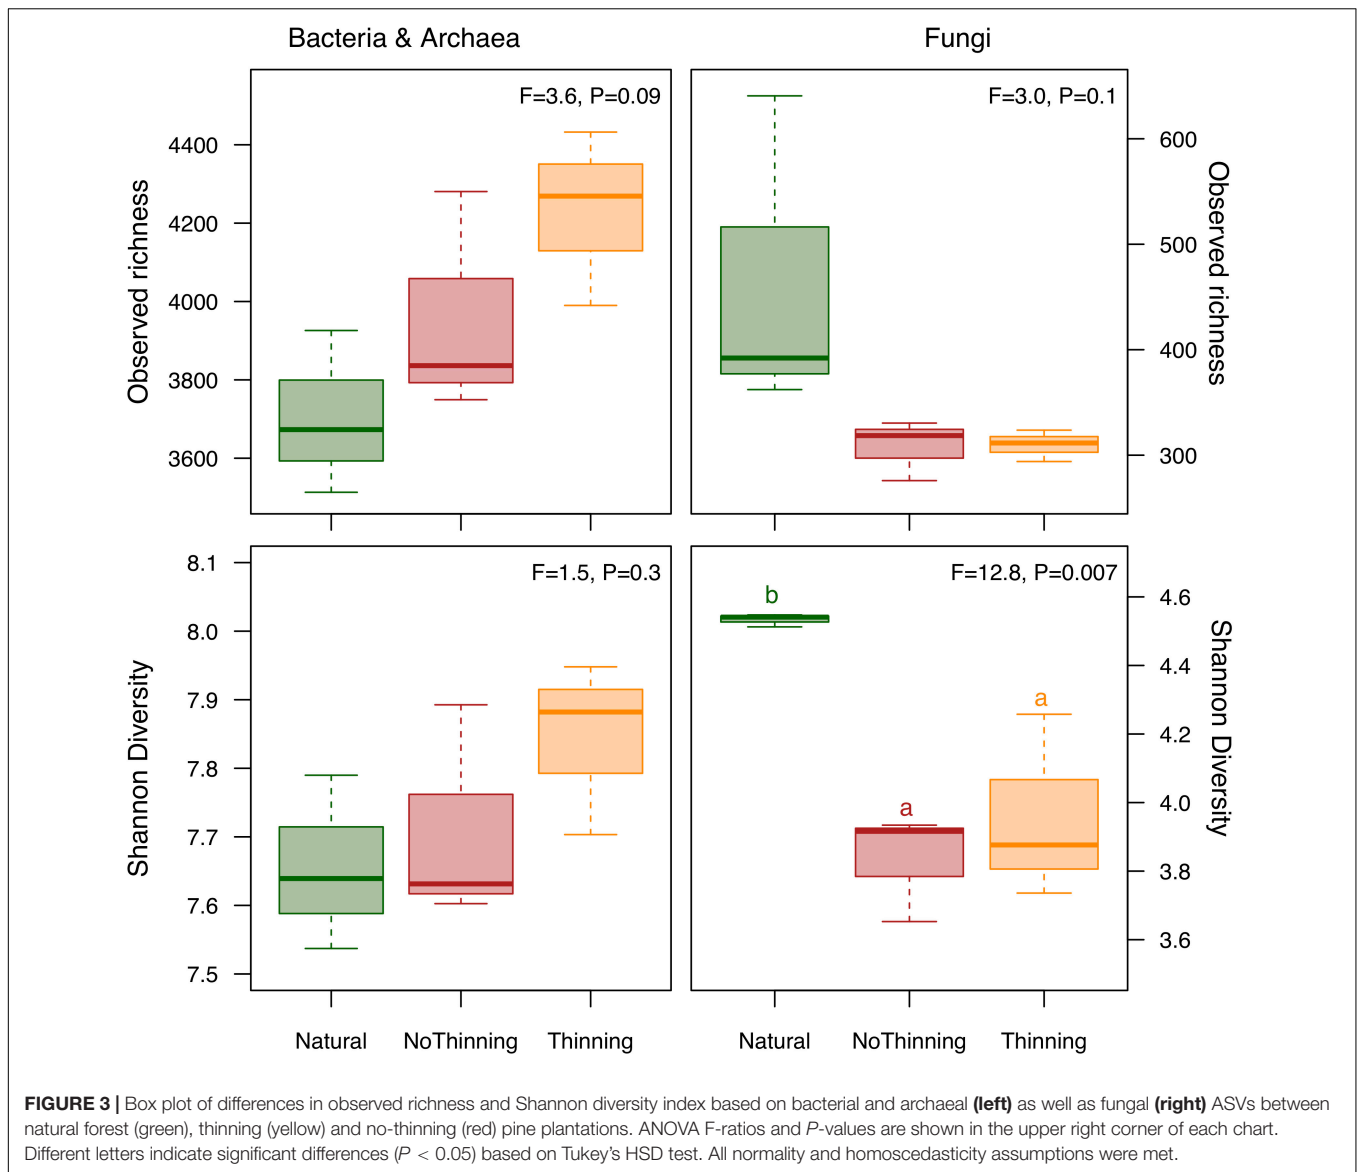 Bacteria & Archaea
Fungi
F=3.6, P=0.09
Observed richness
4400
4200
4000
3800
3600
F=3.0, P=0.1
600
500
400
300
Observed richness
F=1.5, P=0.3
Shannon Diversity
8.1
8.0
7.9
7.8
7.7
7.6
7.5
Natural
NoThinning
Thinning
F=12.8, P=0.007
b
a
a
4.6
4.4
4.2
4.0
3.8
3.6
Shannon Diversity
Natural
NoThinning
Thinning
FIGURE 3 | Box plot of differences in observed richness and Shannon diversity index based on bacterial and archaeal (left) as well as fungal (right) ASVs between
natural forest (green), thinning (yellow) and no-thinning (red) pine plantations. ANOVA F-ratios and P-values are shown in the upper right corner of each chart.
Different letters indicate significant differences (P < 0.05) based on Tukey's HSD test. All normality and homoscedasticity assumptions were met.